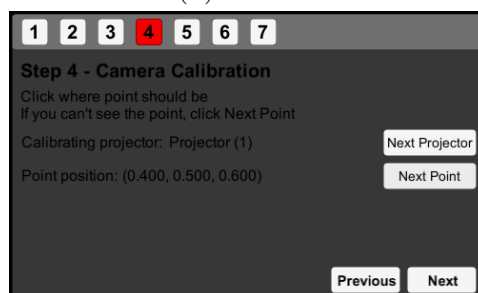 1 2 3 4 5 6 7
Step 4 - Camera Calibration
Click where point should be
If you can't see the point, click Next Point
Calibrating projector: Projector (1) Next Projector
Point position: (0.400, 0.500, 0.600) Next Point
Previous Next